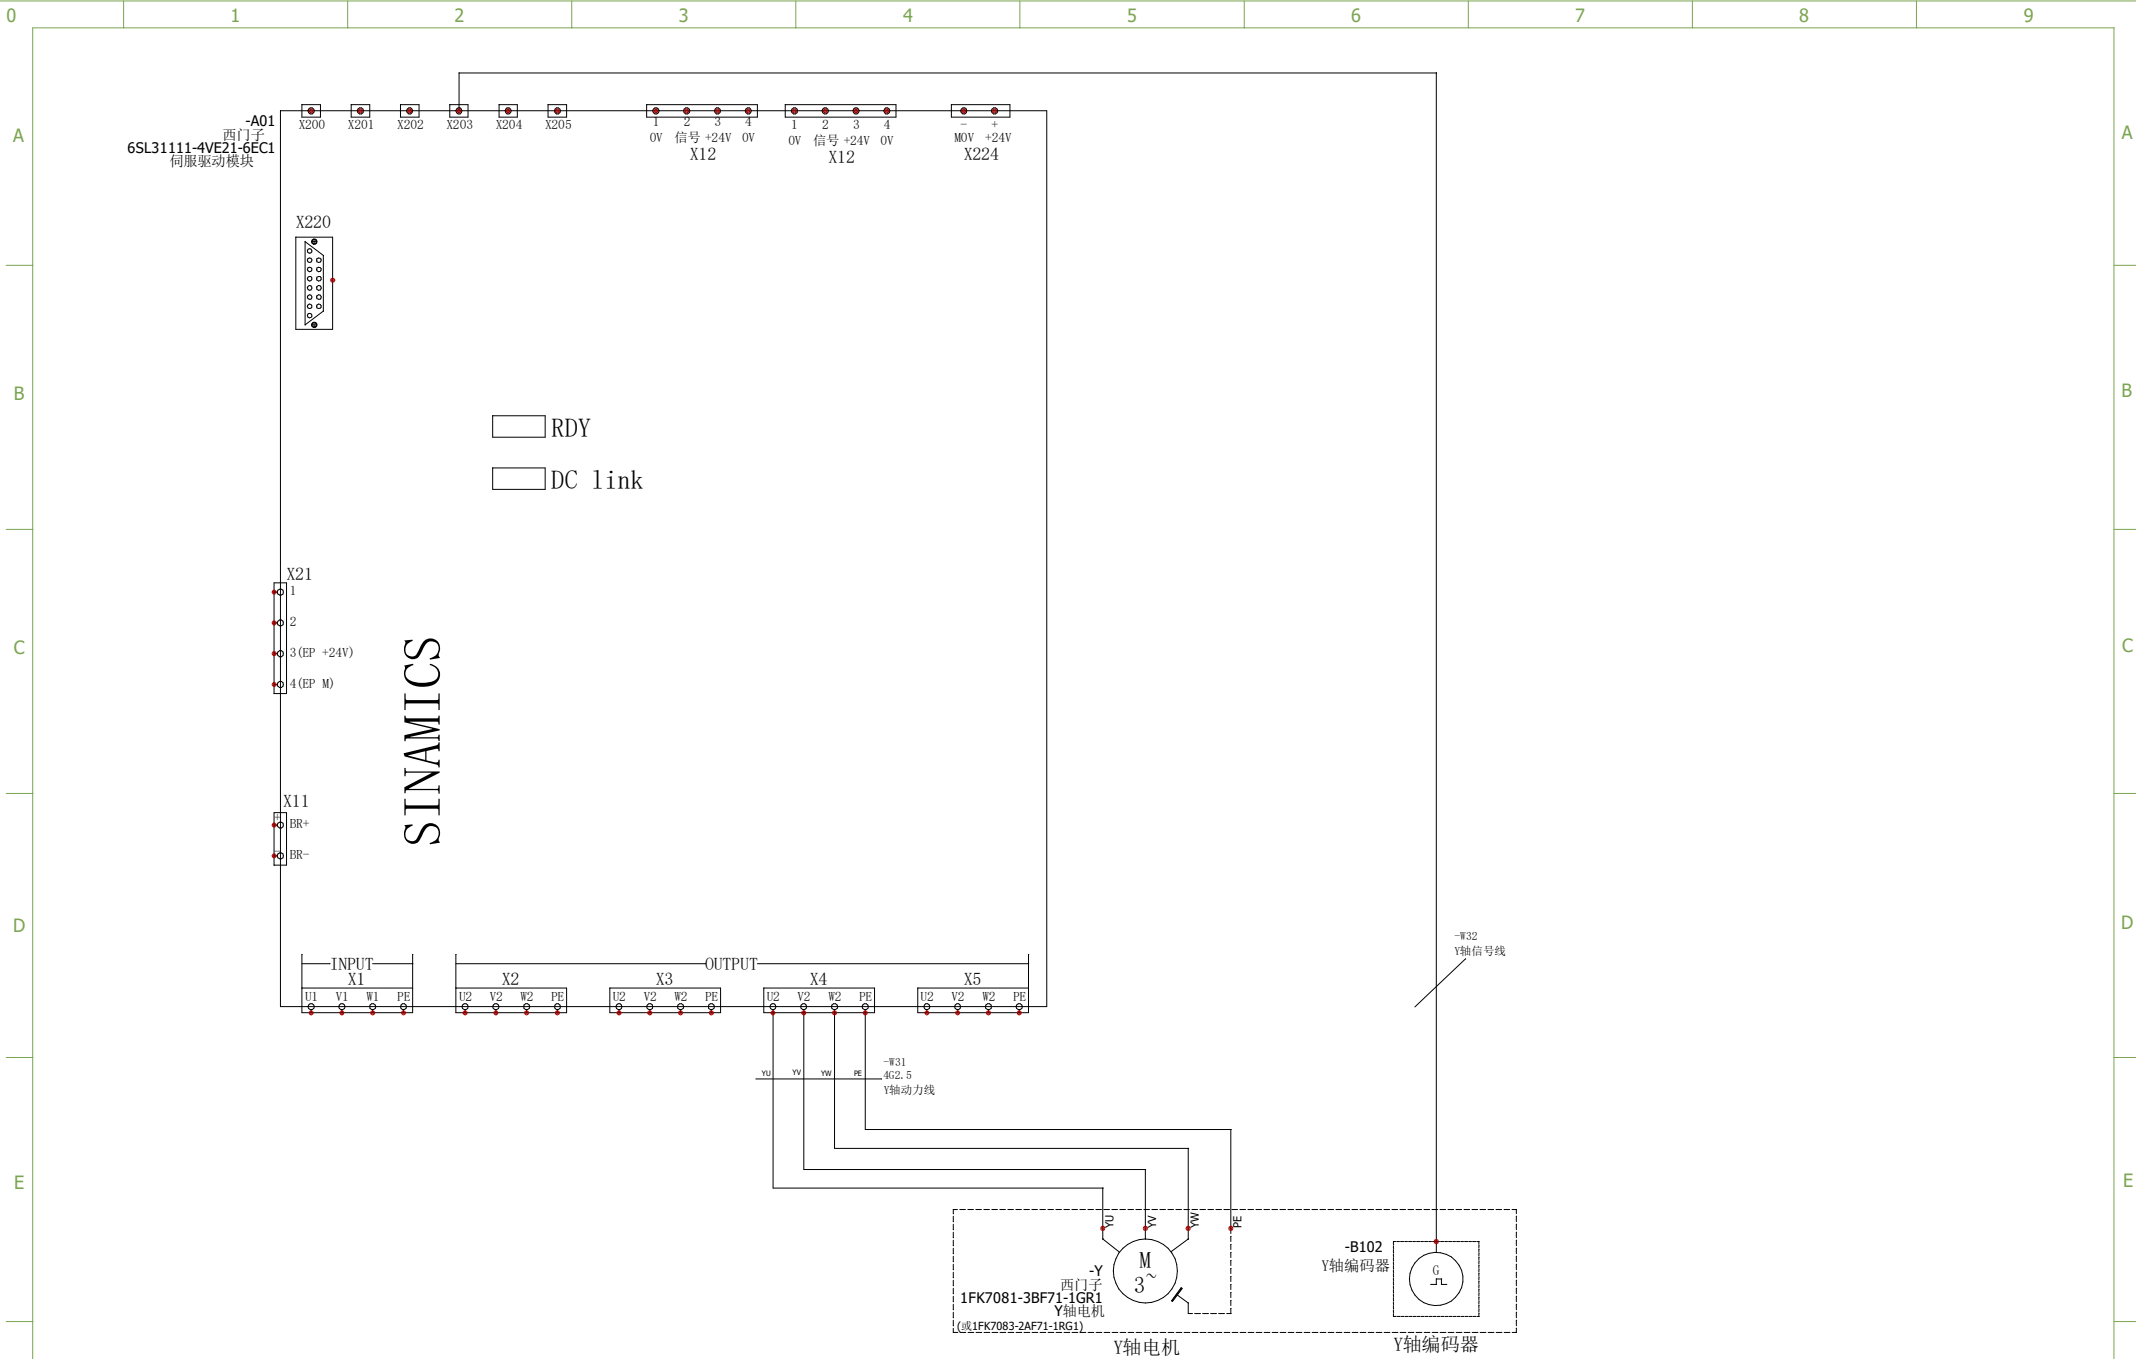 0 1 2 3 4 5 6 7 8 9
A A
-A01
西门子
6SL31111-4VE21-6EC1
伺服驱动模块
X200 X201 X202 X203 X204 X205
1 2 3 4
0V 信号 +24V 0V
X12
1 2 3 4
0V 信号 +24V 0V
X12
- +
M0V +24V
X224
X220
B B
RDY
DC link
C C
X21
1
2
3(EP +24V)
4(EP M)
SINAMICS
X11
+
BR+
-
BR-
D D
-W32
Y轴信号线
INPUT OUTPUT
X1 X2 X3 X4 X5
U1 V1 W1 PE U2 V2 W2 PE U2 V2 W2 PE U2 V2 W2 PE U2 V2 W2 PE
YU YV YW PE
-W31
4G2.5
Y轴动力线
E E
YU YV YW PE
M
3~
-Y
西门子
1FK7081-3BF71-1GR1
Y轴电机
(或1FK7083-2AF71-1RG1)
Y轴电机
-B102
Y轴编码器
G
Y轴编码器